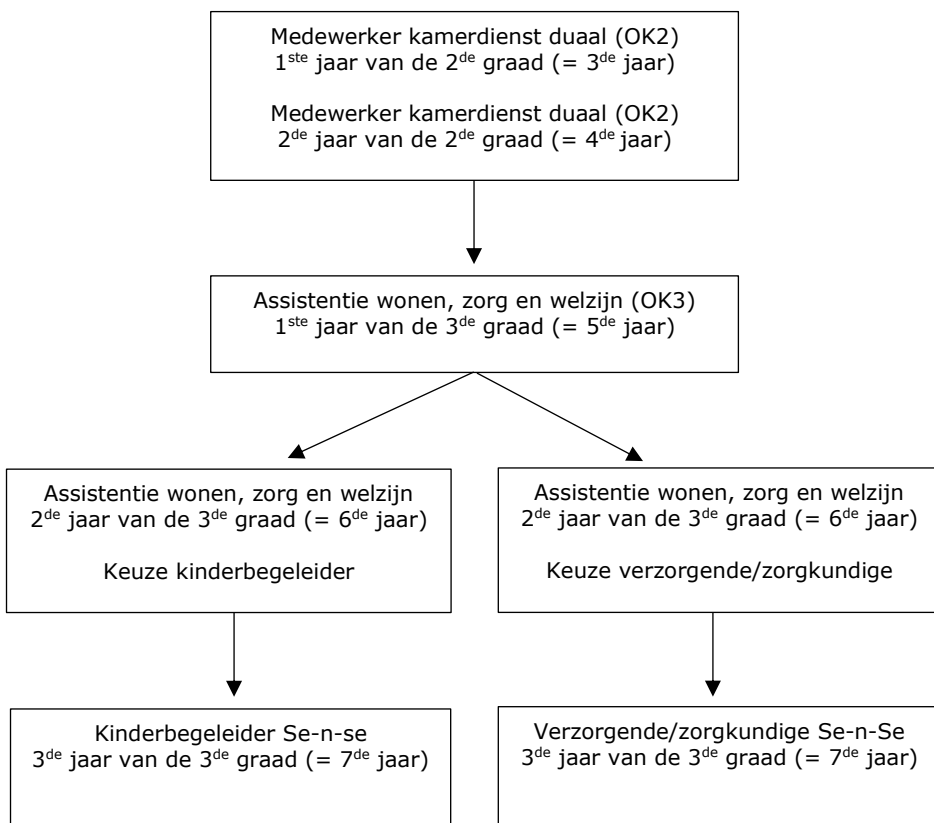 Medewerker kamerdienst duaal (OK2)
1ste jaar van de 2de graad (= 3de jaar)
Medewerker kamerdienst duaal (OK2)
2de jaar van de 2de graad (= 4de jaar)
Assistentie wonen, zorg en welzijn (OK3)
1ste jaar van de 3de graad (= 5de jaar)
Assistentie wonen, zorg en welzijn
2de jaar van de 3de graad (= 6de jaar)
Keuze kinderbegeleider
Assistentie wonen, zorg en welzijn
2de jaar van de 3de graad (= 6de jaar)
Keuze verzorgende/zorgkundige
Kinderbegeleider Se-n-se
3de jaar van de 3de graad (= 7de jaar)
Verzorgende/zorgkundige Se-n-Se
3de jaar van de 3de graad (= 7de jaar)